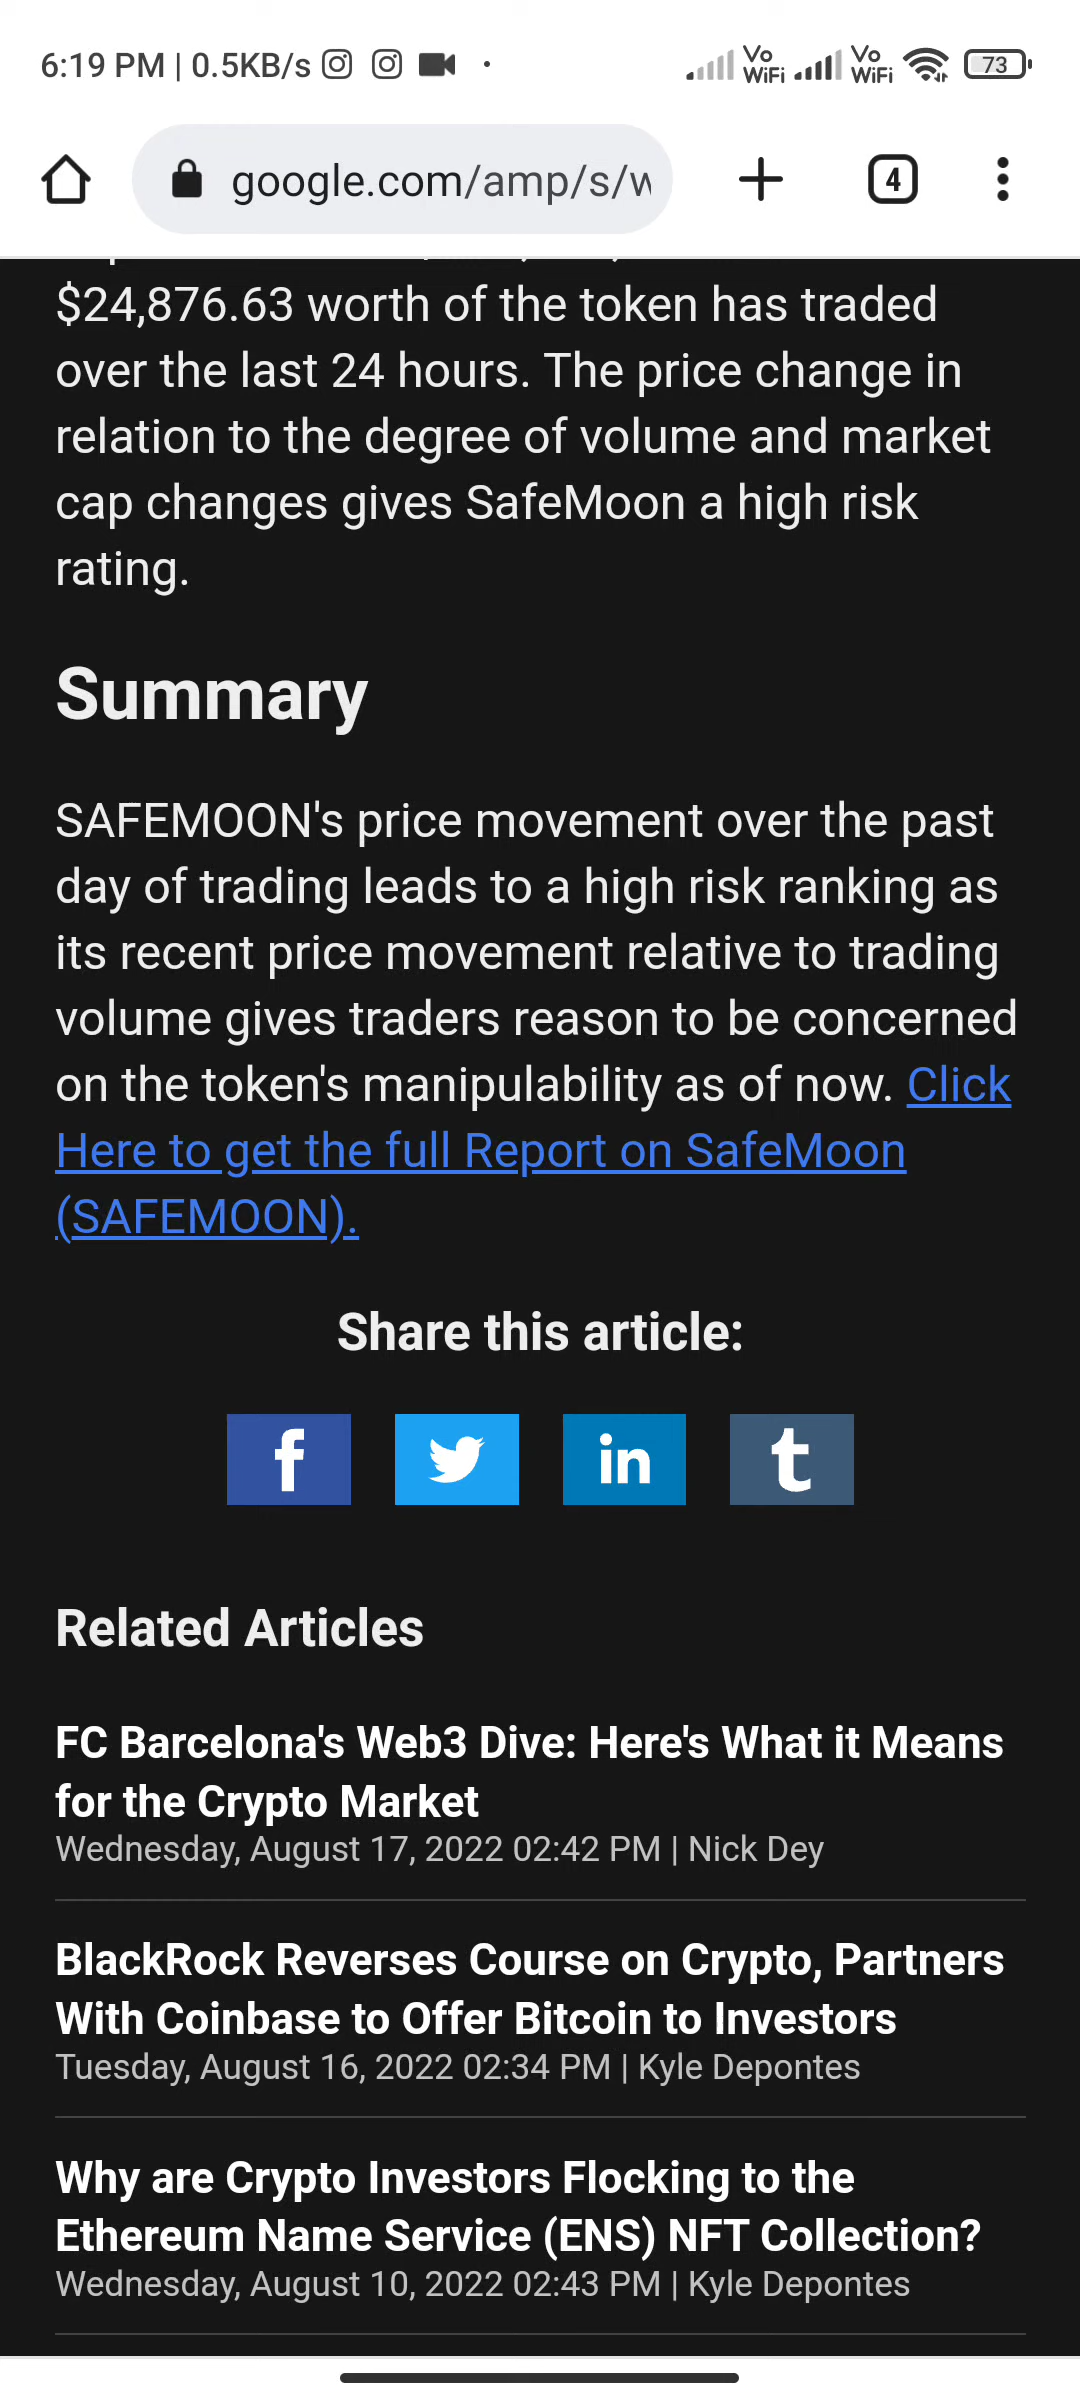 6:19 PM | 0.5KB/s
Vo WiFi Vo WiFi 73
google.com/amp/s/w
4
$24,876.63 worth of the token has traded
over the last 24 hours. The price change in
relation to the degree of volume and market
cap changes gives SafeMoon a high risk
rating.
Summary
SAFEMOON's price movement over the past
day of trading leads to a high risk ranking as
its recent price movement relative to trading
volume gives traders reason to be concerned
on the token's manipulability as of now. Click
Here to get the full Report on SafeMoon
(SAFEMOON).
Share this article:
f in t
Related Articles
FC Barcelona's Web3 Dive: Here's What it Means
for the Crypto Market
Wednesday, August 17, 2022 02:42 PM | Nick Dey
BlackRock Reverses Course on Crypto, Partners
With Coinbase to Offer Bitcoin to Investors
Tuesday, August 16, 2022 02:34 PM | Kyle Depontes
Why are Crypto Investors Flocking to the
Ethereum Name Service (ENS) NFT Collection?
Wednesday, August 10, 2022 02:43 PM | Kyle Depontes